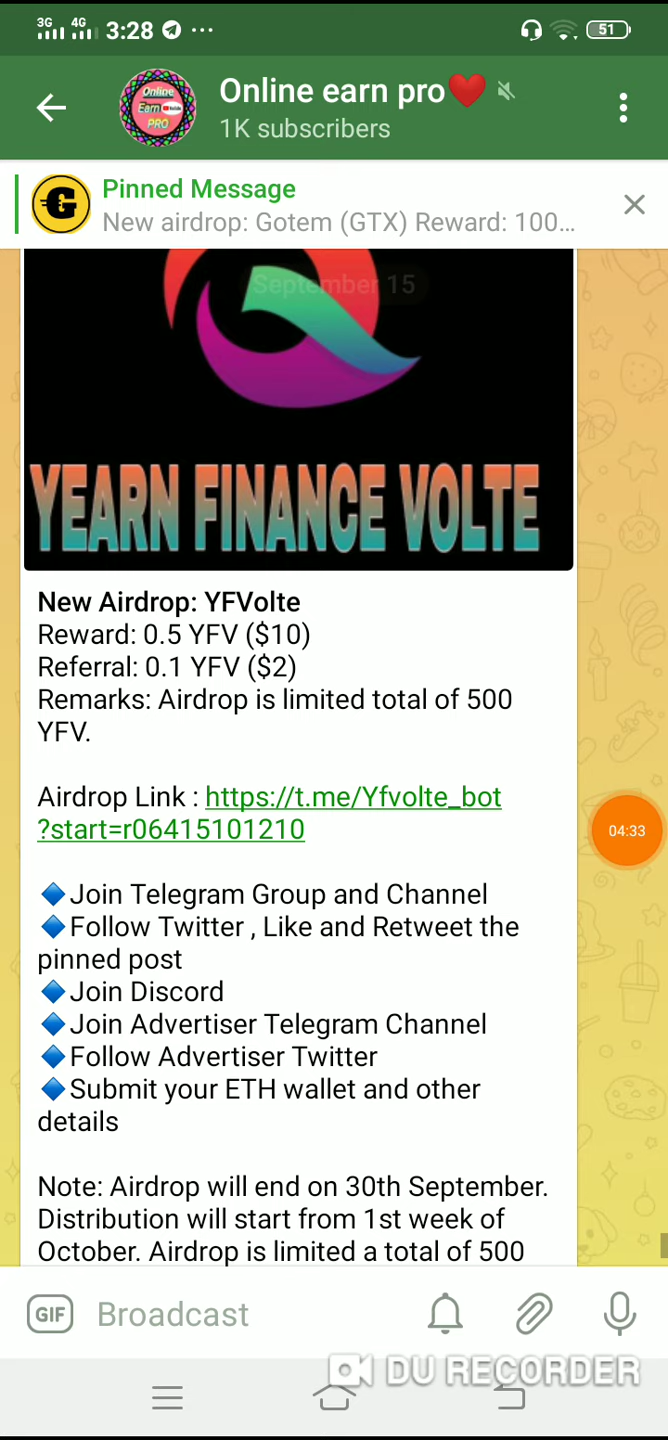 3G 4G 3:28 51
Online earn pro❤️
1K subscribers
Online
Earn
PRO
Pinned Message
New airdrop: Gotem (GTX) Reward: 100...
September 15
YEARN FINANCE VOLTE
New Airdrop: YFVolte
Reward: 0.5 YFV ($10)
Referral: 0.1 YFV ($2)
Remarks: Airdrop is limited total of 500
YFV.
Airdrop Link : https://t.me/Yfvolte_bot
?start=r06415101210
04:33
🔷Join Telegram Group and Channel
🔷Follow Twitter , Like and Retweet the
pinned post
🔷Join Discord
🔷Join Advertiser Telegram Channel
🔷Follow Advertiser Twitter
🔷Submit your ETH wallet and other
details
Note: Airdrop will end on 30th September.
Distribution will start from 1st week of
October. Airdrop is limited a total of 500
GIF Broadcast
DU RECORDER